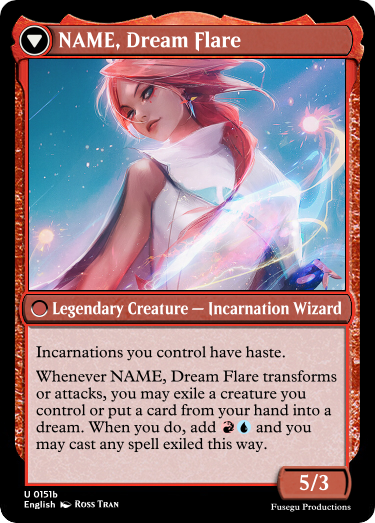 NAME, Dream Flare
Legendary Creature — Incarnation Wizard
Incarnations you control have haste.
Whenever NAME, Dream Flare transforms
or attacks, you may exile a creature you
control or put a card from your hand into a
dream. When you do, add and you
may cast any spell exiled this way.
5/3
U 0151b
English Ross Tran
Fusegu Productions